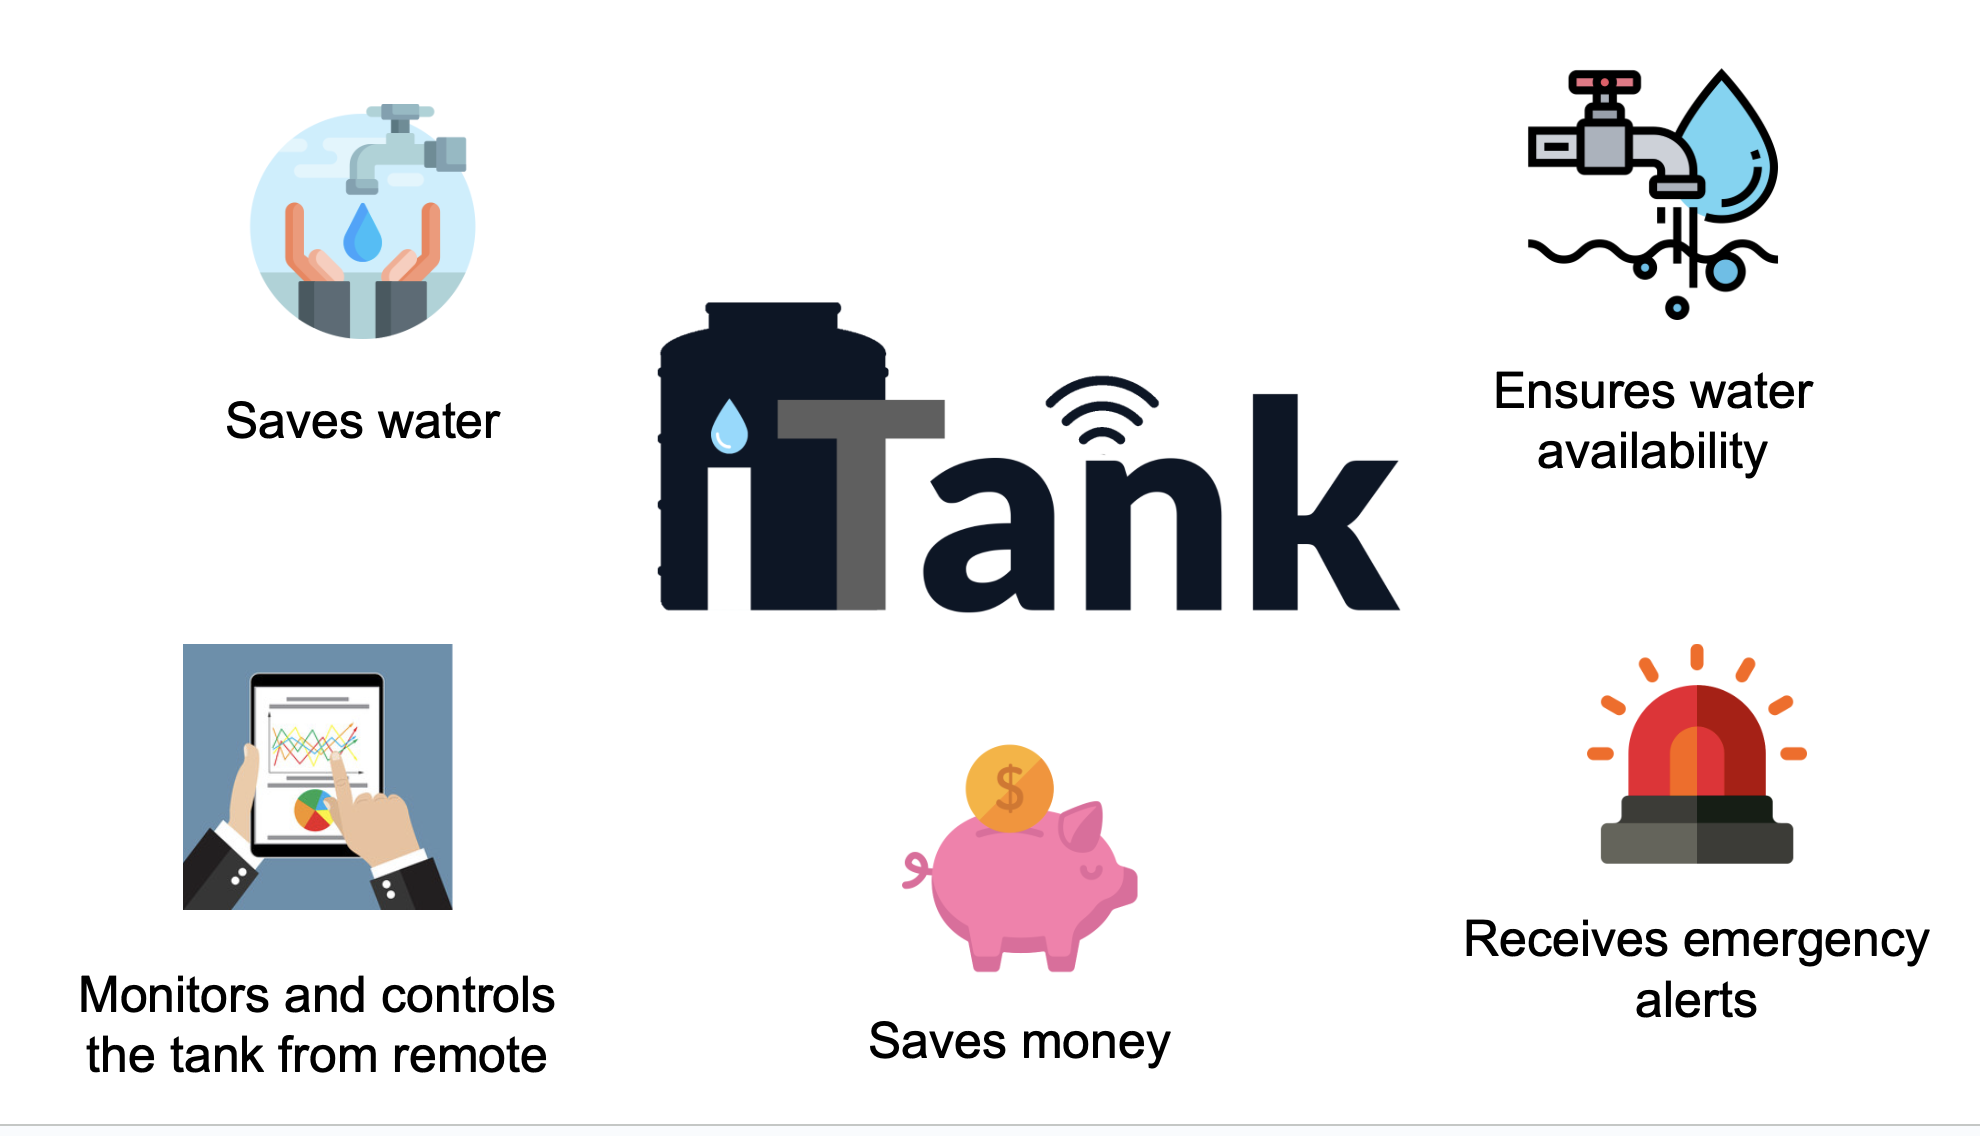 Saves water
iTank
Ensures water
availability
Monitors and controls
the tank from remote
$
Saves money
Receives emergency
alerts